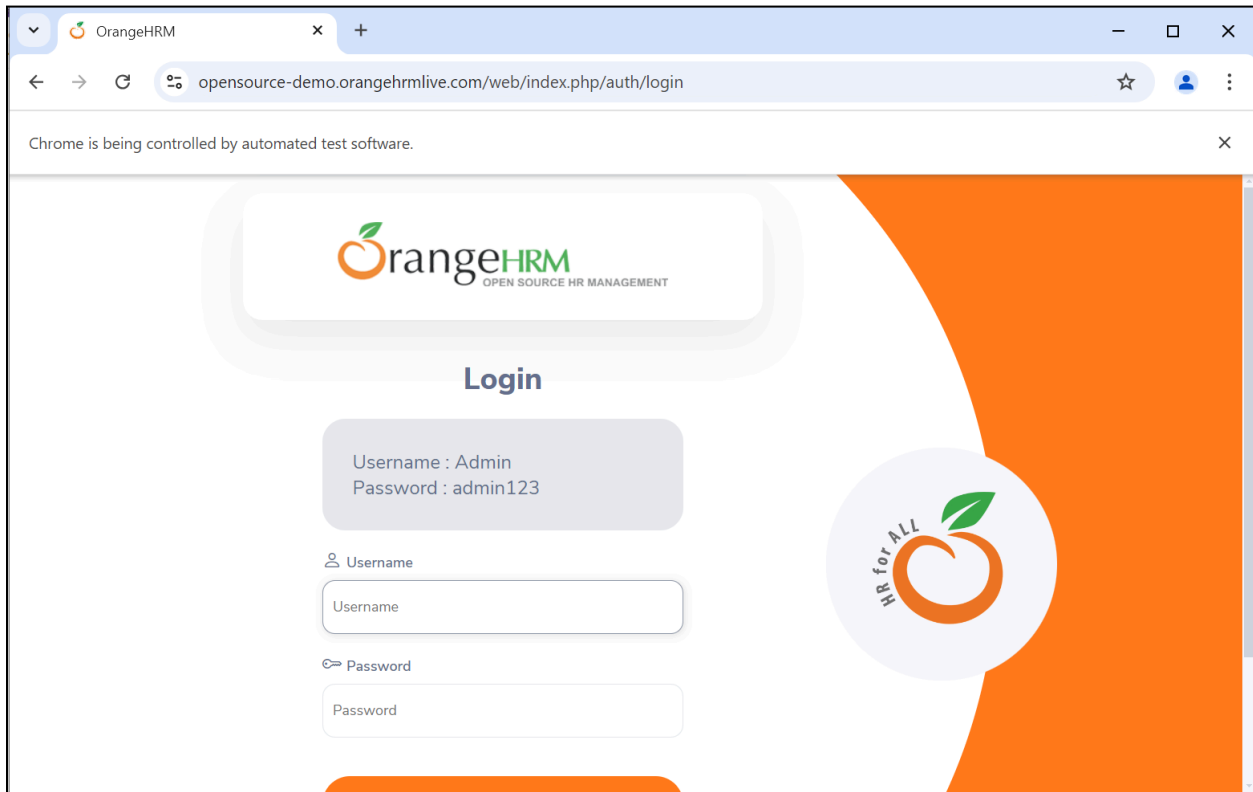 OrangeHRM
opensource-demo.orangehrmlive.com/web/index.php/auth/login
Chrome is being controlled by automated test software.
OrangeHRM
OPEN SOURCE HR MANAGEMENT
Login
Username : Admin
Password : admin123
Username
Username
Password
Password
HR for ALL